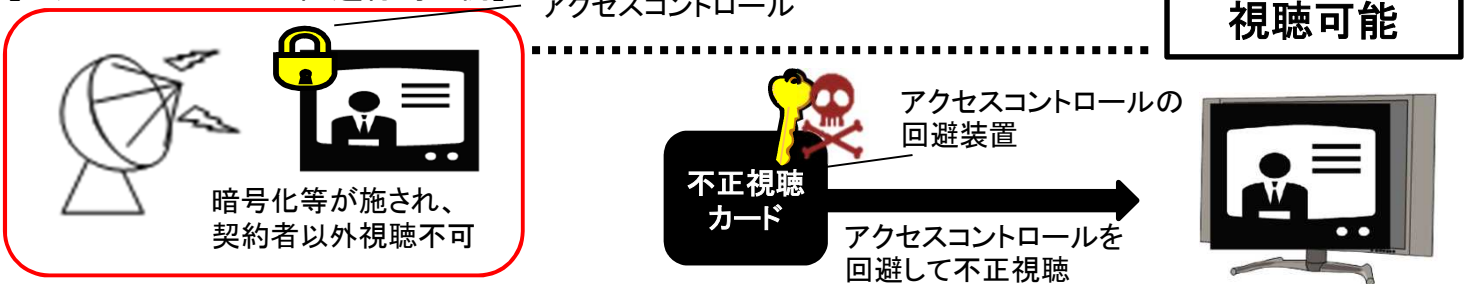 アクセスコントロール
視聴可能
アクセスコントロールの
回避装置
不正視聴
カード
暗号化等が施され、
契約者以外視聴不可
アクセスコントロールを
回避して不正視聴